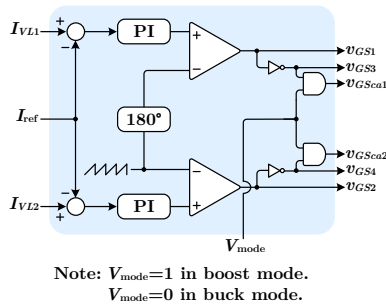 I_VL1
+
−
PI
+
−
v_GS1
v_GS3
v_GSca1
I_ref
180°
−
+
v_GSca2
v_GS4
v_GS2
I_VL2
−
+
PI
V_mode
Note: V_mode=1 in boost mode.
V_mode=0 in buck mode.